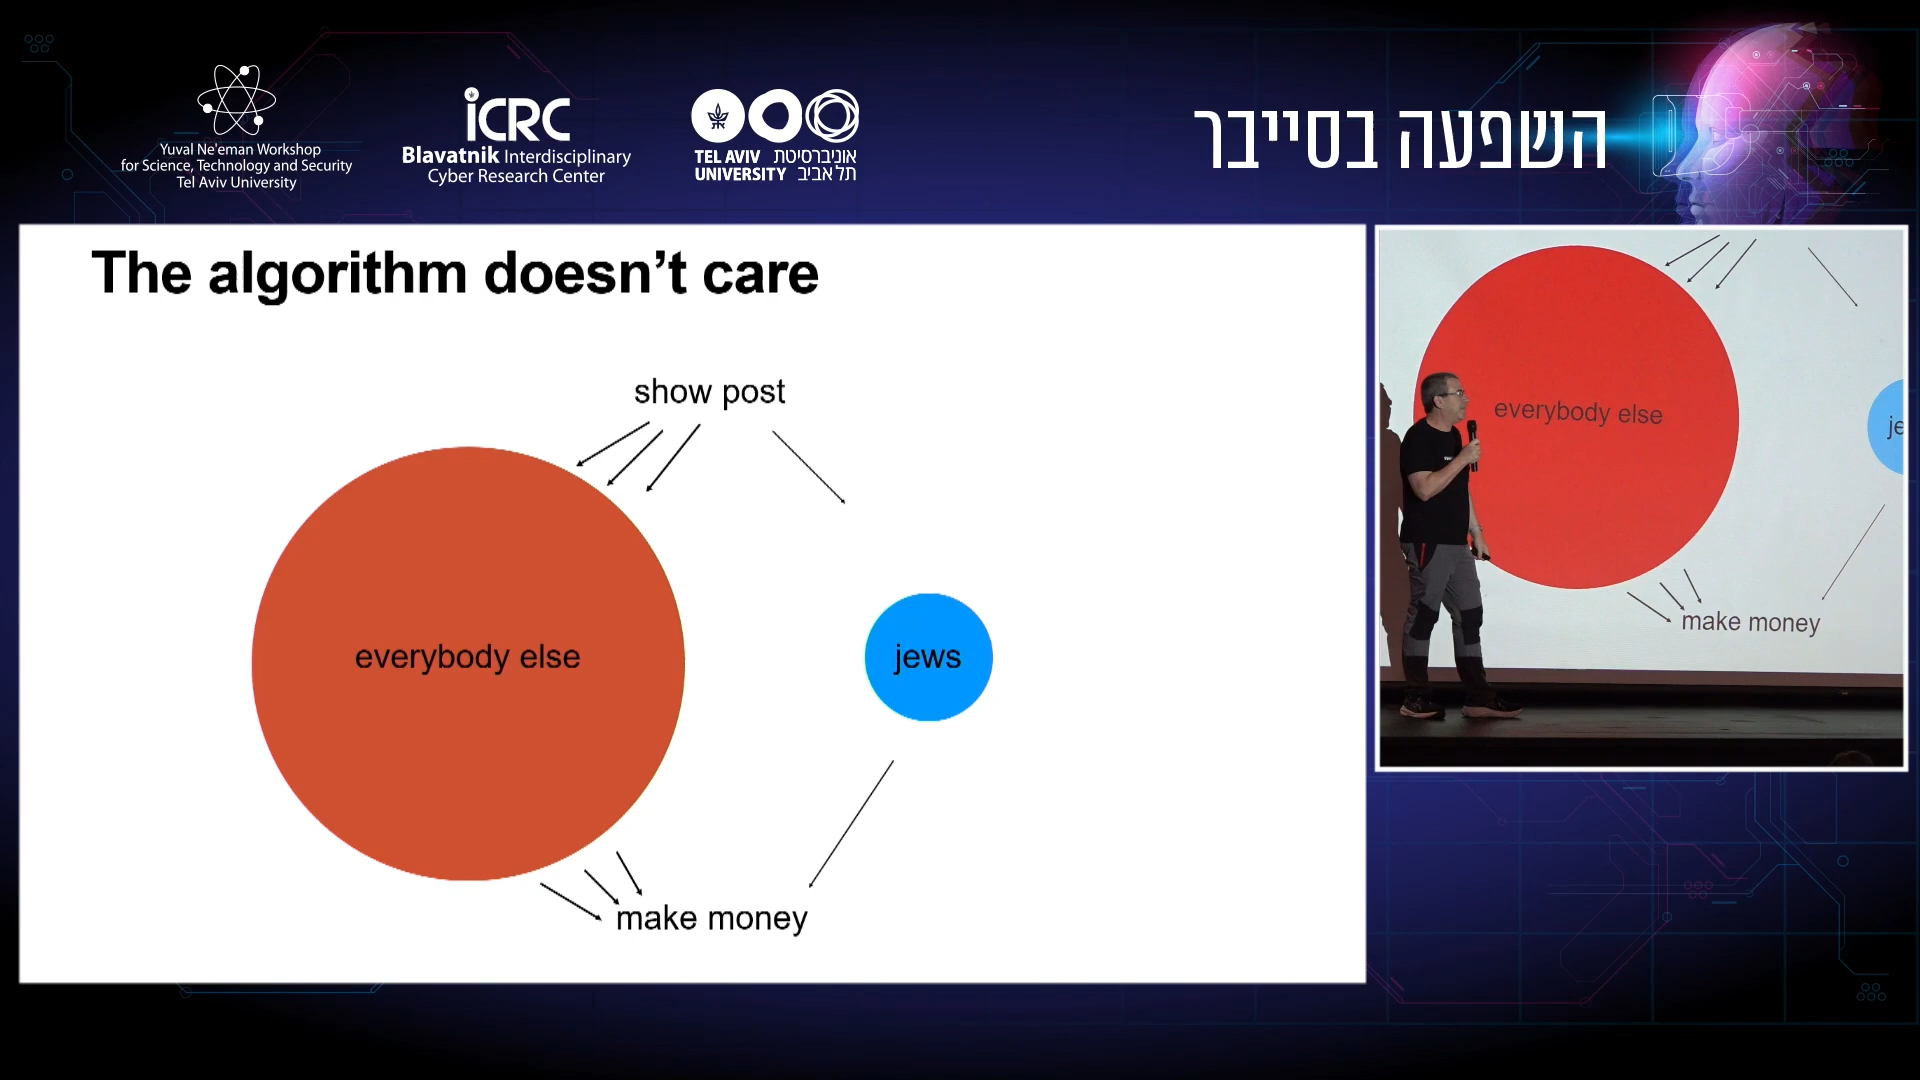 Yuval Ne'eman Workshop
for Science, Technology and Security
Tel Aviv University
iCRC
Blavatnik Interdisciplinary
Cyber Research Center
TEL AVIV אוניברסיטת
UNIVERSITY תל אביב
השפעה בסייבר
The algorithm doesn't care
show post
everybody else
jews
make money
everybody else
je
make money